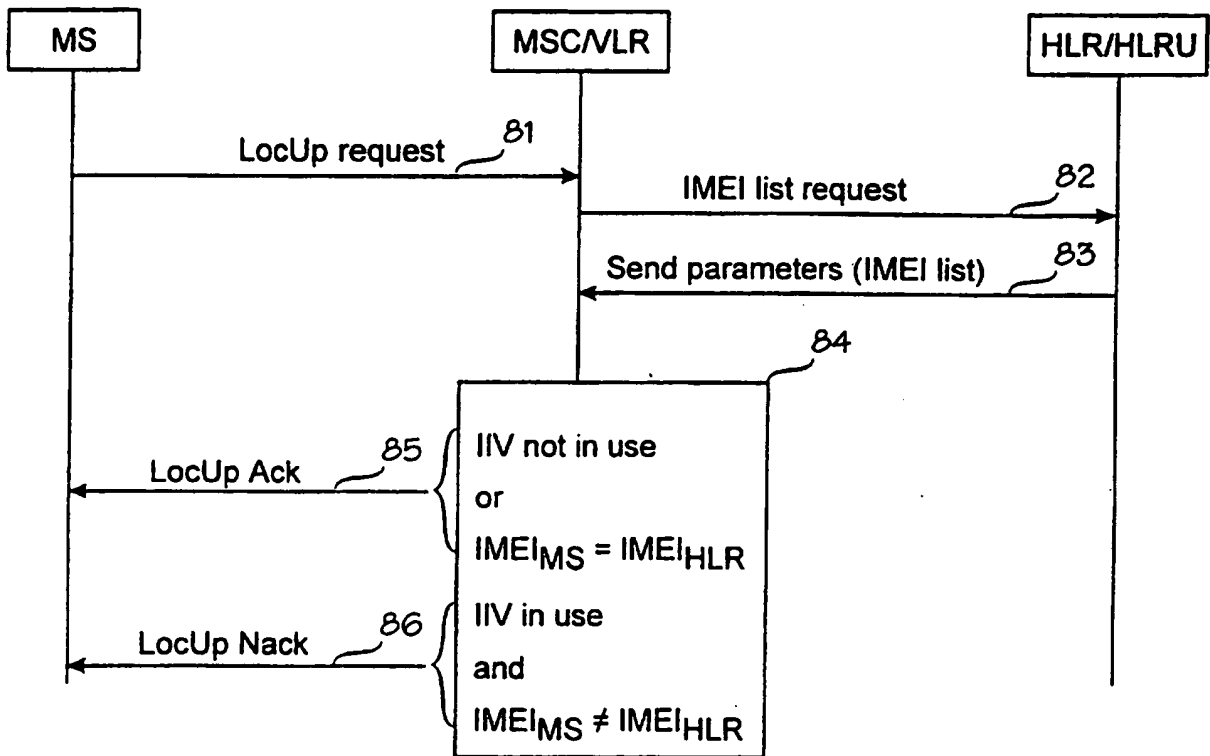 MS
MSC/VLR
HLR/HLRU
LocUp request
81
IMEI list request
82
Send parameters (IMEI list)
83
84
IIV not in use
or
IMEIMS = IMEIHLR
LocUp Ack
85
IIV in use
and
IMEIMS ≠ IMEIHLR
LocUp Nack
86